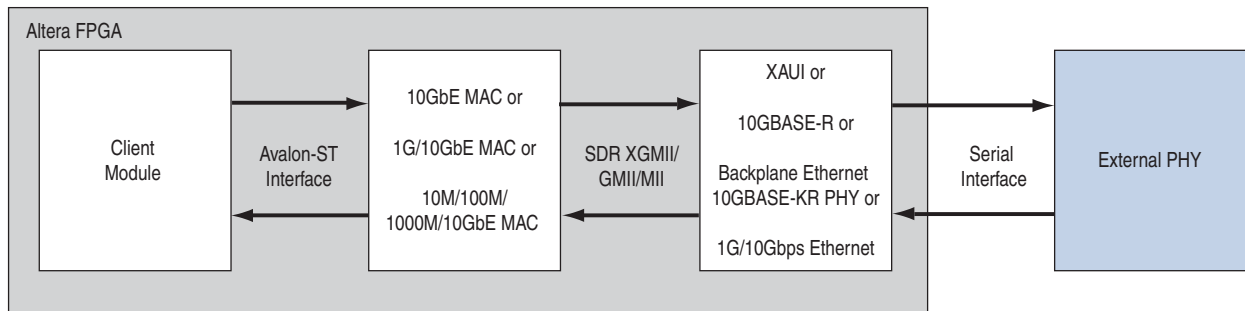 Altera FPGA
Client
Module
Avalon-ST
Interface
10GbE MAC or
1G/10GbE MAC or
10M/100M/
1000M/10GbE MAC
SDR XGMII/
GMII/MII
XAUI or
10GBASE-R or
Backplane Ethernet
10GBASE-KR PHY or
1G/10Gbps Ethernet
Serial
Interface
External PHY